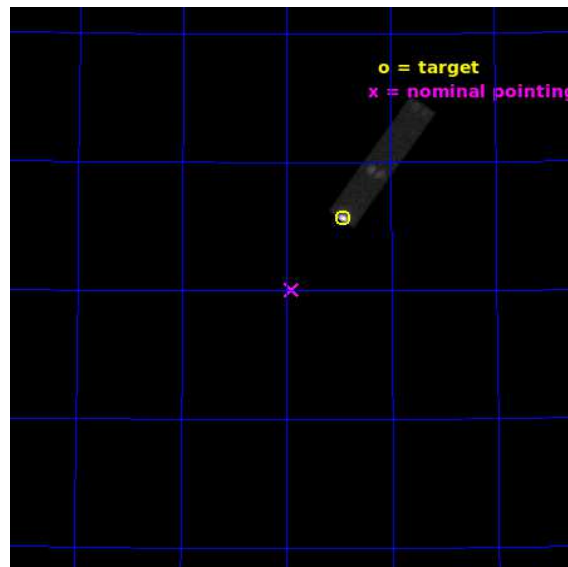 o = target
x = nominal pointing